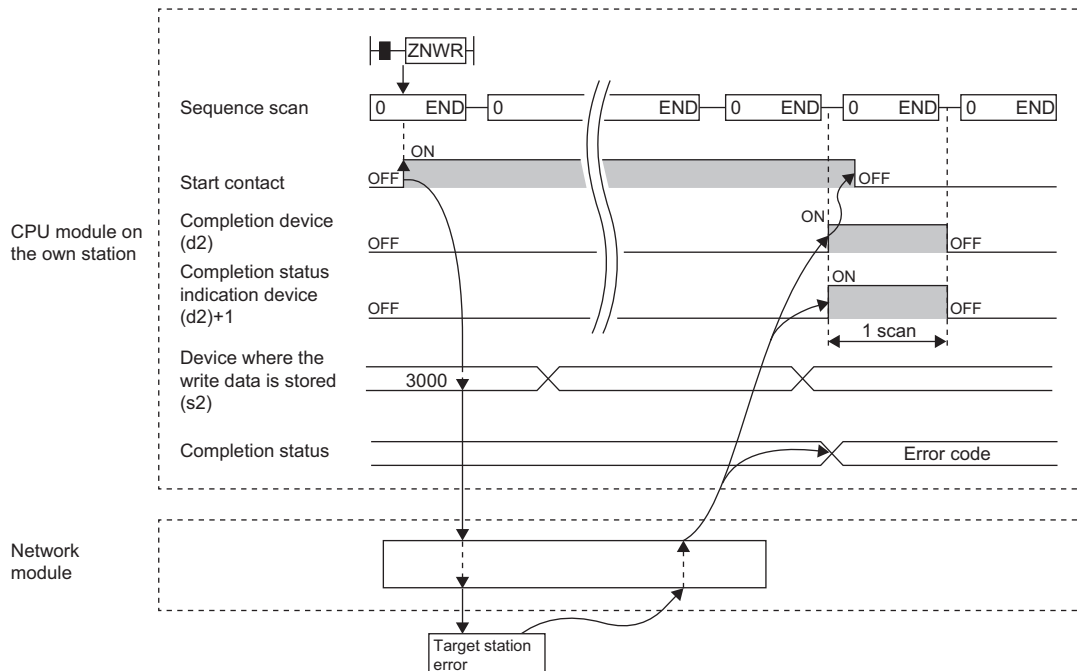 ZNWR
Sequence scan
0 END 0 END 0 END 0 END 0 END
ON
Start contact
OFF
OFF
CPU module on
the own station
Completion device
(d2)
ON
OFF
OFF
Completion status
indication device
(d2)+1
ON
OFF
OFF
1 scan
Device where the
write data is stored
(s2)
3000
Completion status
Error code
Network
module
Target station
error